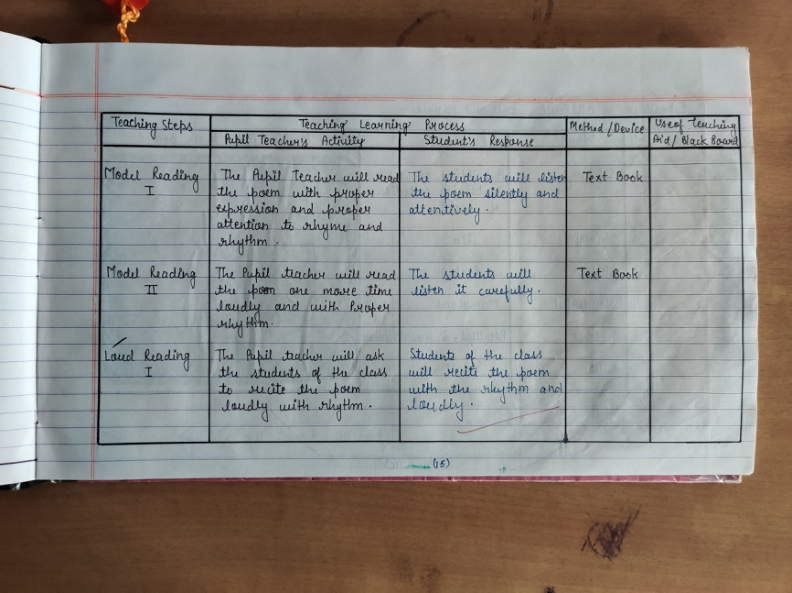 Teaching Steps
Teaching Learning Process
Method / Device
Use of Teaching
Aid / Black Board
Pupil Teacher's Activity
Student's Response
Model Reading
I
The Pupil Teacher will read
the poem with proper
expression and proper
attention to rhyme and
rhythm.
The students will listen
the poem silently and
attentively.
Text Book
Model Reading
II
The Pupil teacher will read
the poem one more time
loudly and with Proper
rhythm.
The students will
listen it carefully.
Text Book
Loud Reading
I
The Pupil teacher will ask
the students of the class
to recite the poem
loudly with rhythm.
Students of the class
will recite the poem
with the rhythm and
loudly.
(15)